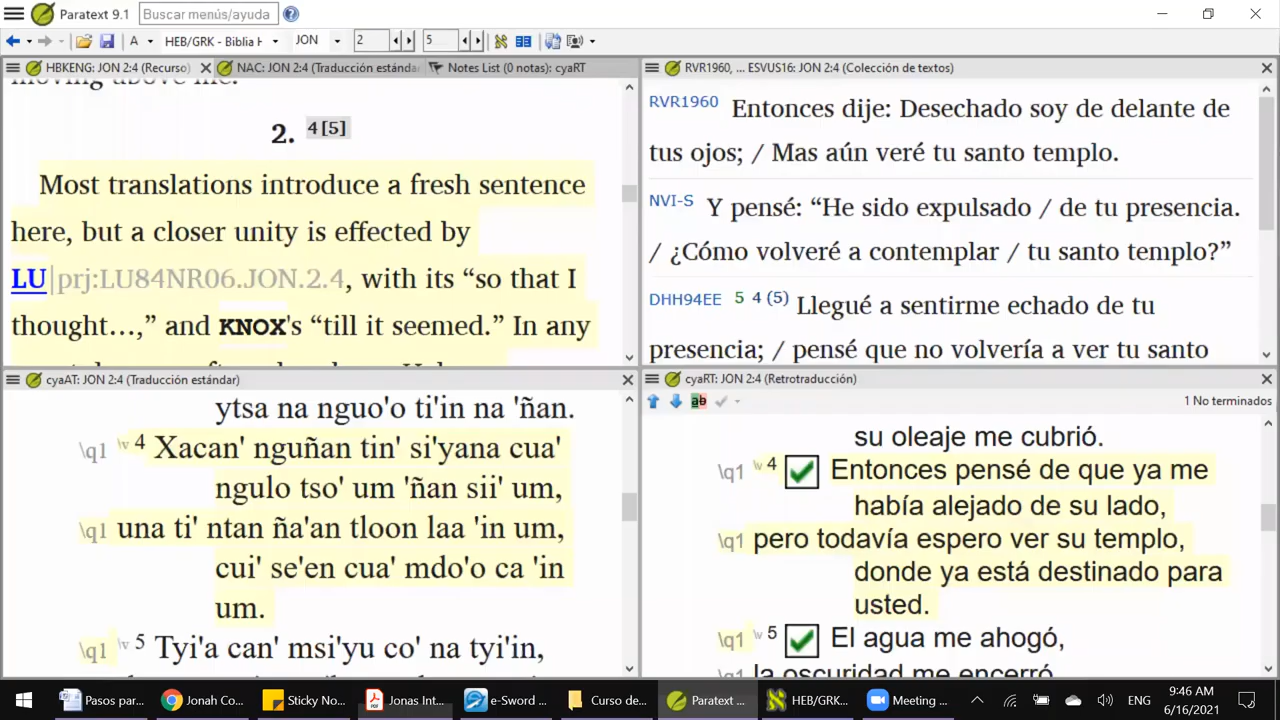 Paratext 9.1
Buscar menús/ayuda
A
HEB/GRK - Biblia H
JON
2
5
HBKENG: JON 2:4 (Recurso)
NAC: JON 2:4 (Traducción estánda
Notes List (0 notas): cyaRT
moving above me.
2. 4 [5]
Most translations introduce a fresh sentence
here, but a closer unity is effected by
LU|prj:LU84NR06.JON.2.4, with its “so that I
thought…,” and KNOX's “till it seemed.” In any
RVR1960, ... ESVUS16: JON 2:4 (Colección de textos)
RVR1960 Entonces dije: Desechado soy de delante de
tus ojos; / Mas aún veré tu santo templo.
NVI-S Y pensé: “He sido expulsado / de tu presencia.
/ ¿Cómo volveré a contemplar / tu santo templo?”
DHH94EE 5 4 (5) Llegué a sentirme echado de tu
presencia; / pensé que no volvería a ver tu santo
cyaAT: JON 2:4 (Traducción estándar)
ytsa na nguo'o ti'in na 'ñan.
\q1 \v 4 Xacan' nguñan tin' si'yana cua'
ngulo tso' um 'ñan sii' um,
\q1 una ti' ntan ña'an tloon laa 'in um,
cui' se'en cua' mdo'o ca 'in
um.
\q1 \v 5 Tyi'a can' msi'yu co' na tyi'in,
cyaRT: JON 2:4 (Retrotraducción)
ab
1 No terminados
su oleaje me cubrió.
\q1 \v 4 Entonces pensé de que ya me
había alejado de su lado,
\q1 pero todavía espero ver su templo,
donde ya está destinado para
usted.
\q1 \v 5 El agua me ahogó,
\q1 la oscuridad me encerró
Pasos par...
Jonah Co...
Sticky No...
Jonas Int...
e-Sword ...
Curso de...
Paratext ...
HEB/GRK...
Meeting ...
ENG
9:46 AM
6/16/2021